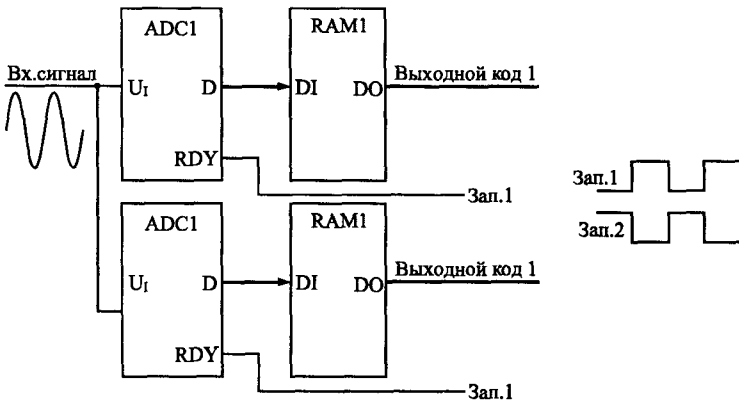 ADC1 RAM1
Вх.сигнал
Выходной код 1
UI D DI DO
RDY
Зап.1
ADC1 RAM1
Выходной код 1
UI D DI DO
RDY
Зап.1
Зап.1
Зап.2